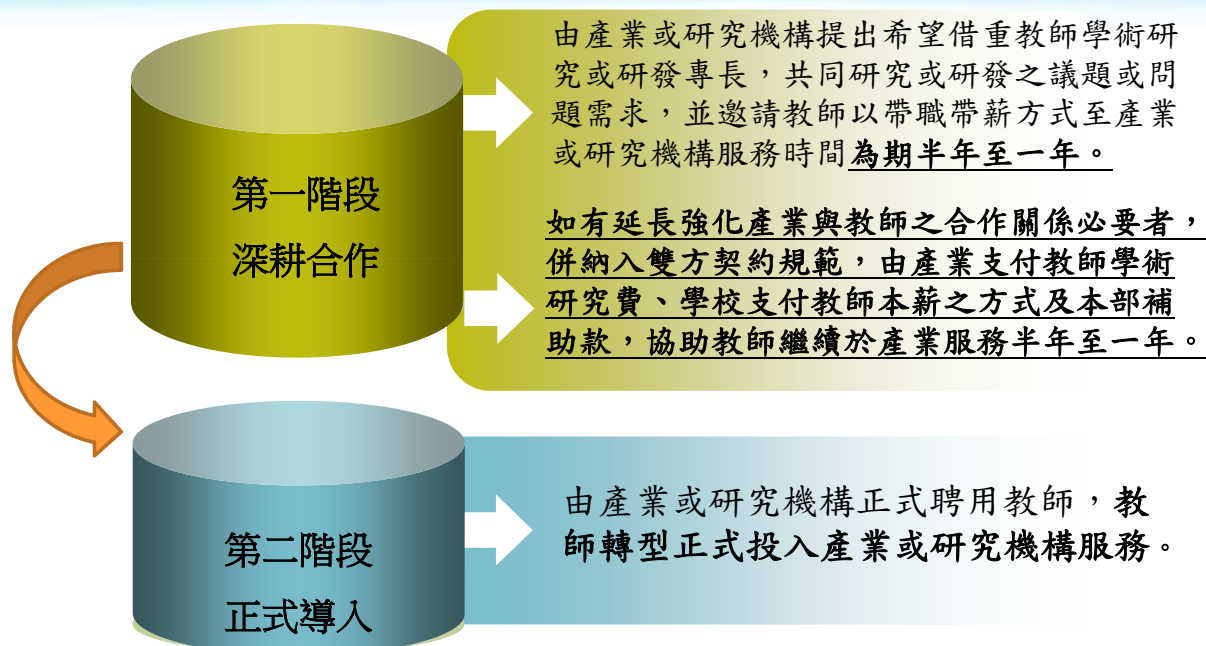 第一階段
深耕合作
由產業或研究機構提出希望借重教師學術研
究或研發專長，共同研究或研發之議題或問
題需求，並邀請教師以帶職帶薪方式至產業
或研究機構服務時間為期半年至一年。
如有延長強化產業與教師之合作關係必要者，
併納入雙方契約規範，由產業支付教師學術
研究費、學校支付教師本薪之方式及本部補
助款，協助教師繼續於產業服務半年至一年。
第二階段
正式導入
由產業或研究機構正式聘用教師，教
師轉型正式投入產業或研究機構服務。